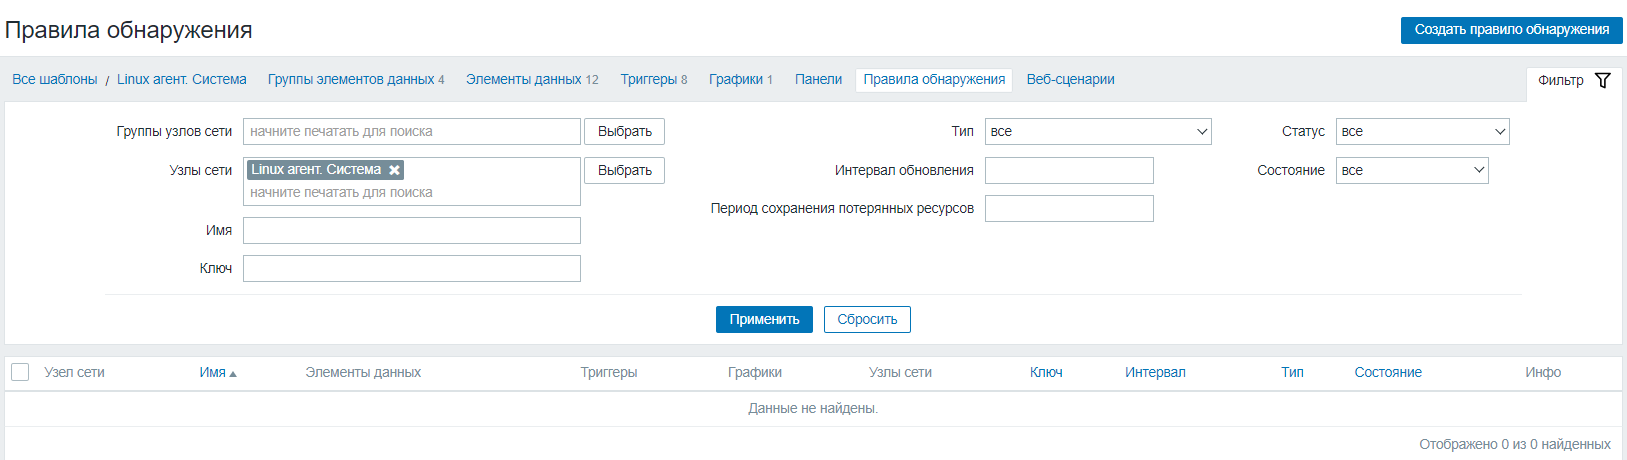 Правила обнаружения
Создать правило обнаружения
Все шаблоны / Linux агент. Система Группы элементов данных 4 Элементы данных 12 Триггеры 8 Графики 1 Панели Правила обнаружения Веб-сценарии Фильтр
Группы узлов сети начните печатать для поиска Выбрать Тип все Статус все
Узлы сети Linux агент. Система Выбрать Интервал обновления Состояние все
начните печатать для поиска
Период сохранения потерянных ресурсов
Имя
Ключ
Применить Сбросить
Узел сети Имя Элементы данных Триггеры Графики Узлы сети Ключ Интервал Тип Состояние Инфо
Данные не найдены.
Отображено 0 из 0 найденных